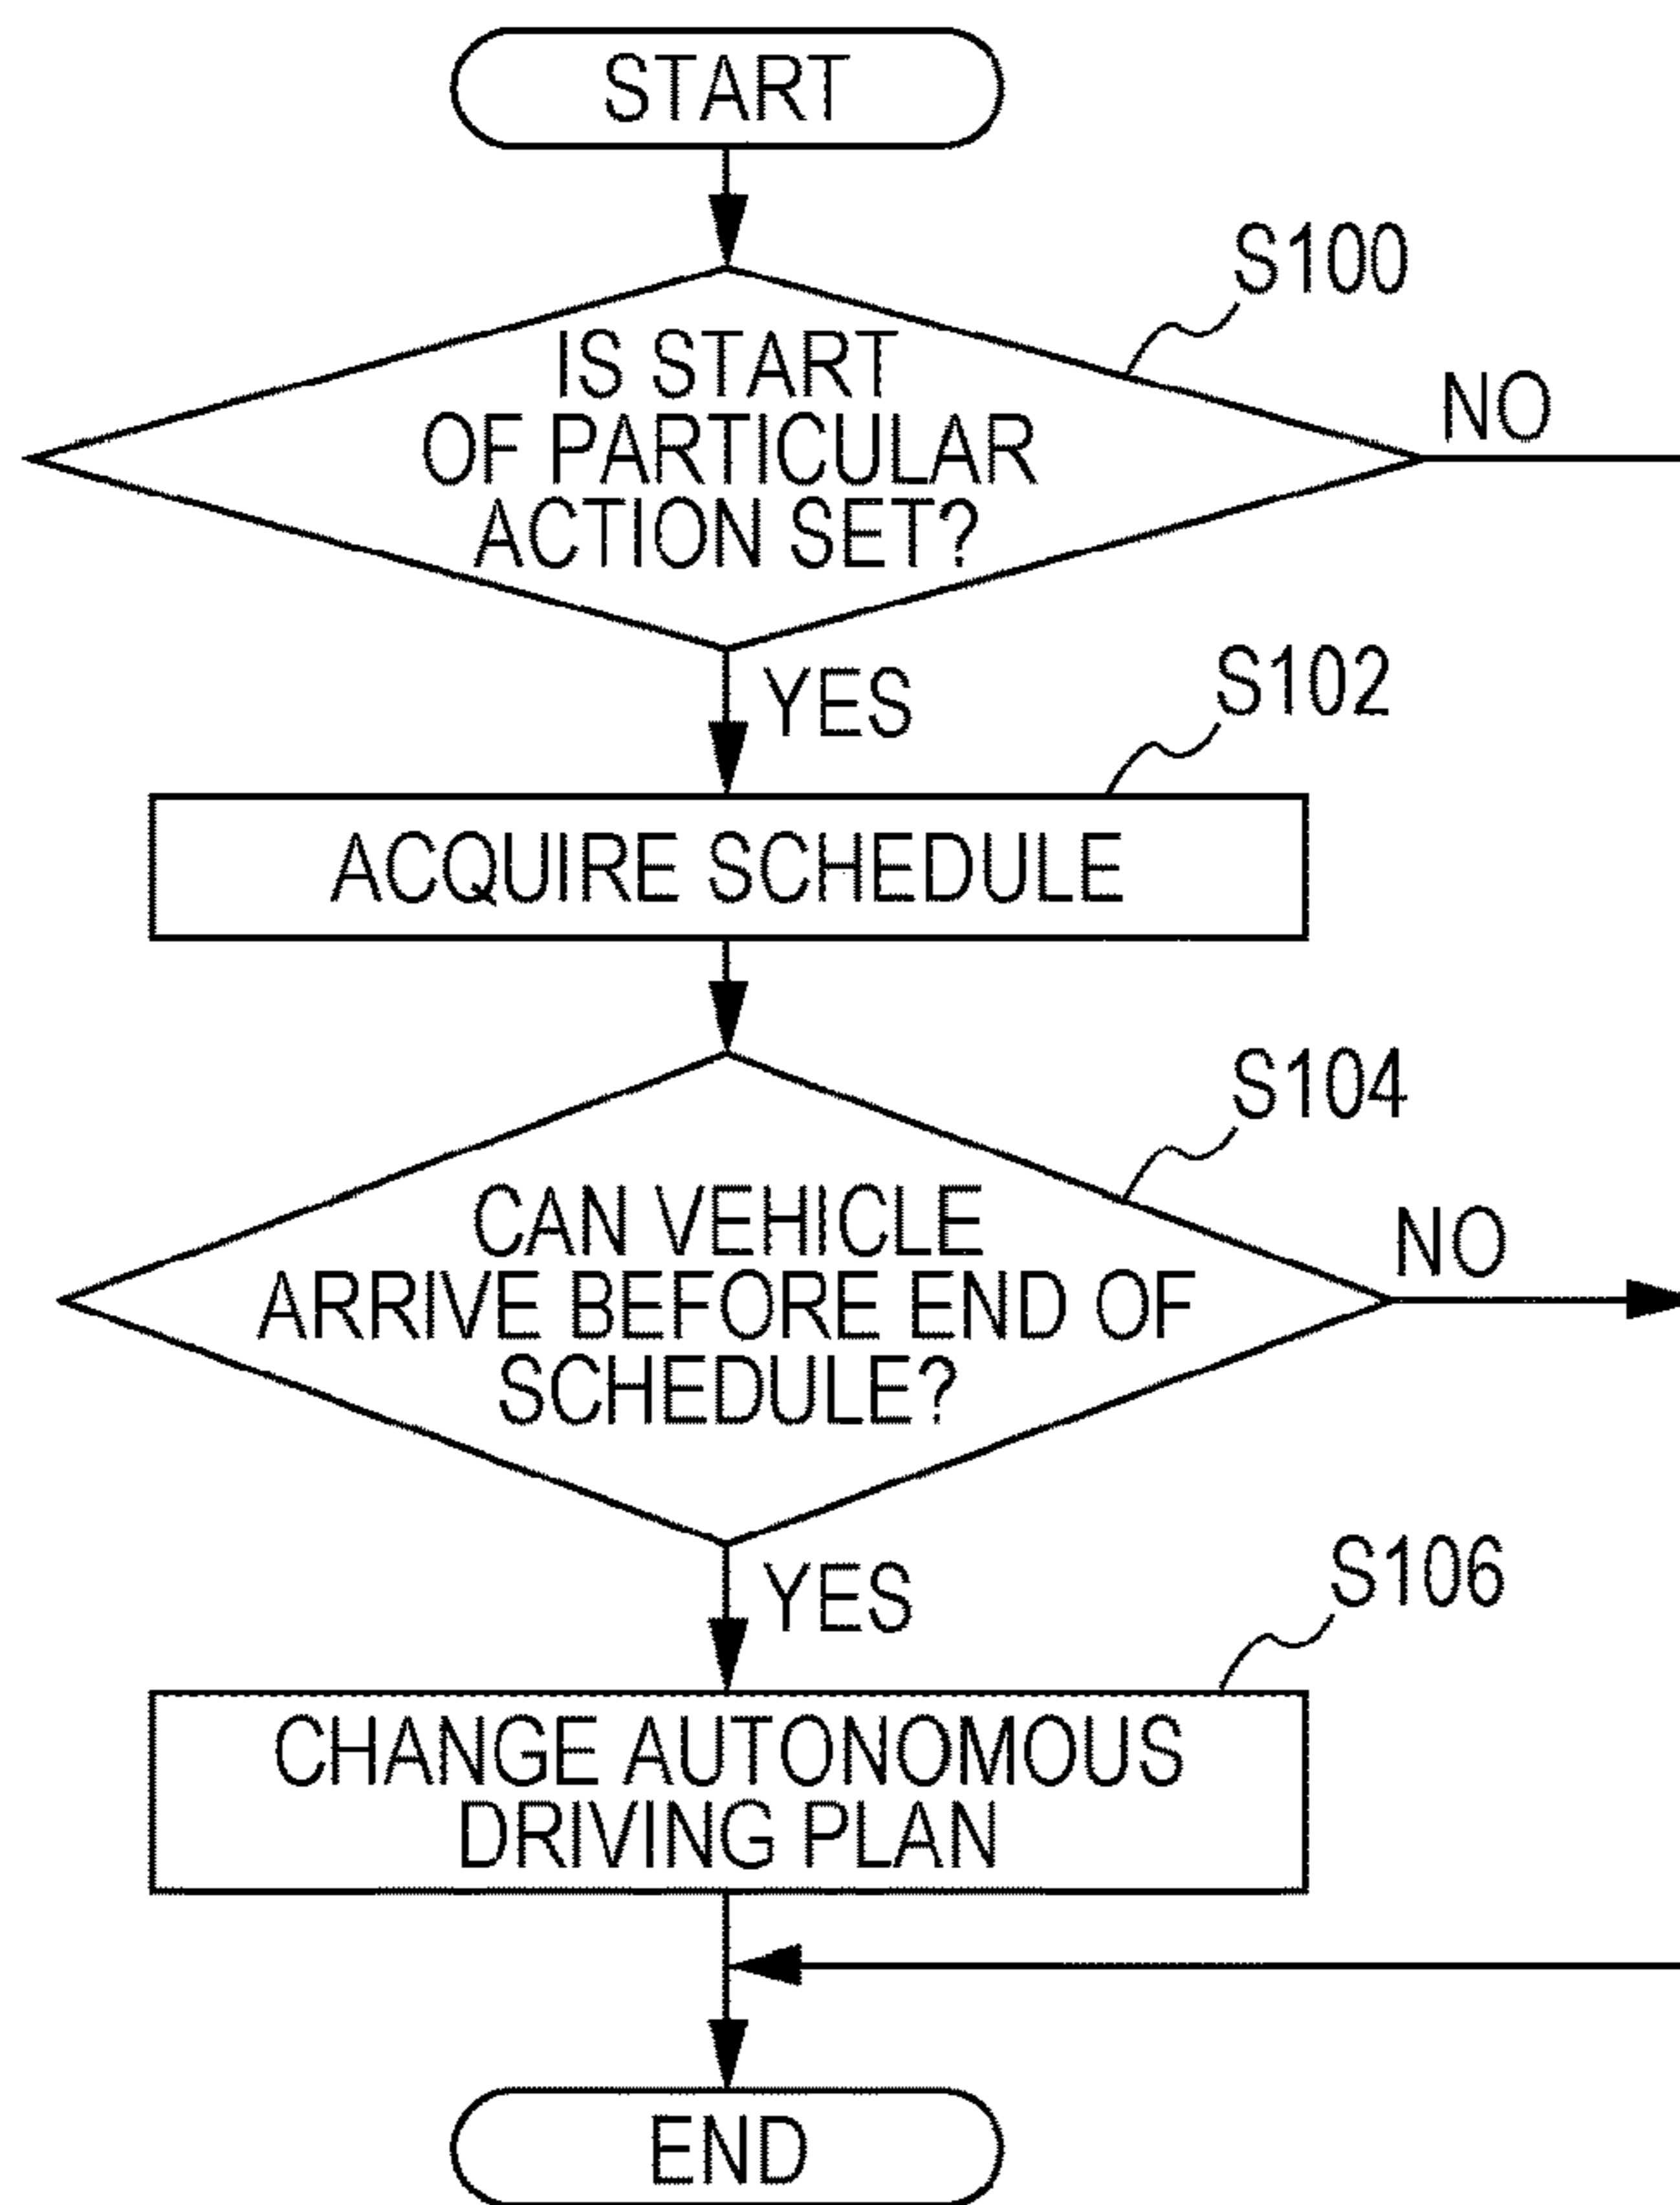 START
S100
IS START
OF PARTICULAR
ACTION SET?
NO
YES
S102
ACQUIRE SCHEDULE
S104
CAN VEHICLE
ARRIVE BEFORE END OF
SCHEDULE?
NO
YES
S106
CHANGE AUTONOMOUS
DRIVING PLAN
END